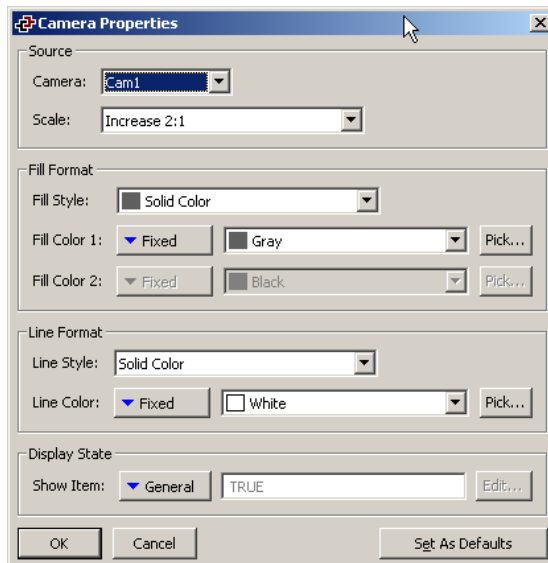 Camera Properties
Source
Camera: Cam1
Scale: Increase 2:1
Fill Format
Fill Style: Solid Color
Fill Color 1: Fixed Gray Pick...
Fill Color 2: Fixed Black Pick...
Line Format
Line Style: Solid Color
Line Color: Fixed White Pick...
Display State
Show Item: General TRUE Edit...
OK Cancel Set As Defaults